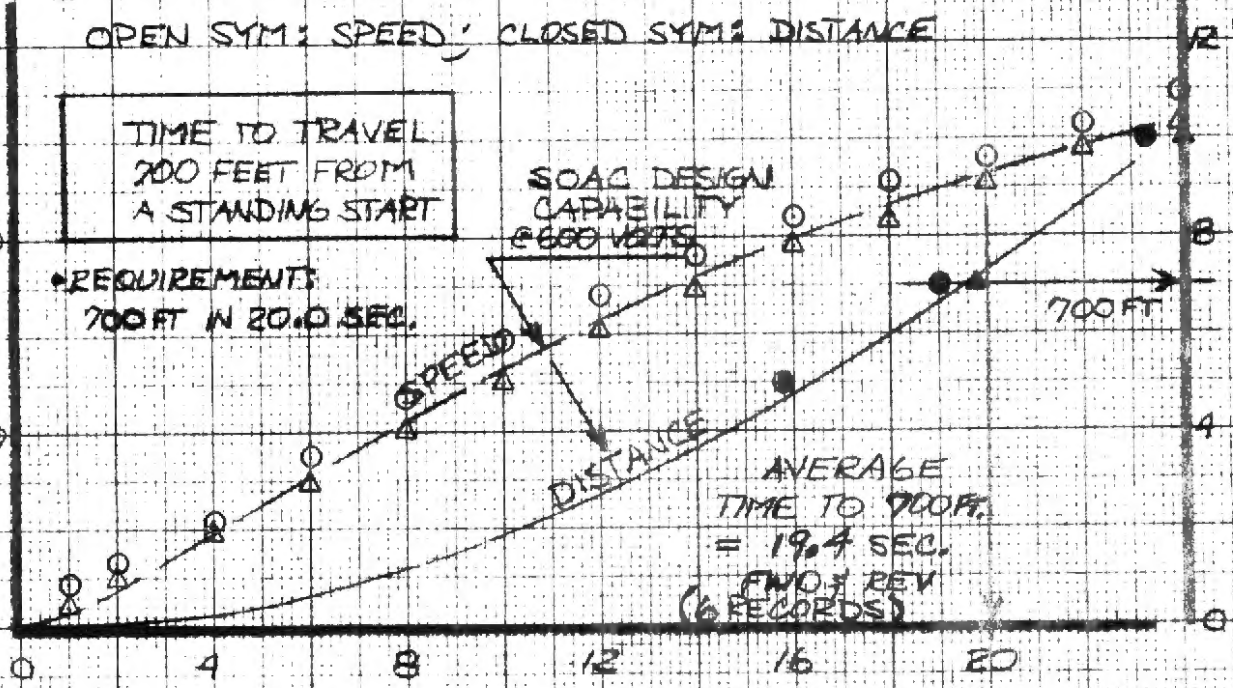 OPEN SYM: SPEED; CLOSED SYM: DISTANCE
12
TIME TO TRAVEL
700 FEET FROM
A STANDING START
SOAC DESIGN
CAPABILITY
@ 600 VOLTS
8
•REQUIREMENT:
700 FT IN 20.0 SEC.
700 FT
SPEED
4
DISTANCE
AVERAGE
TIME TO 700 FT.
= 19.4 SEC.
FWD & REV
(6 RECORDS)
0
0 4 8 12 16 20